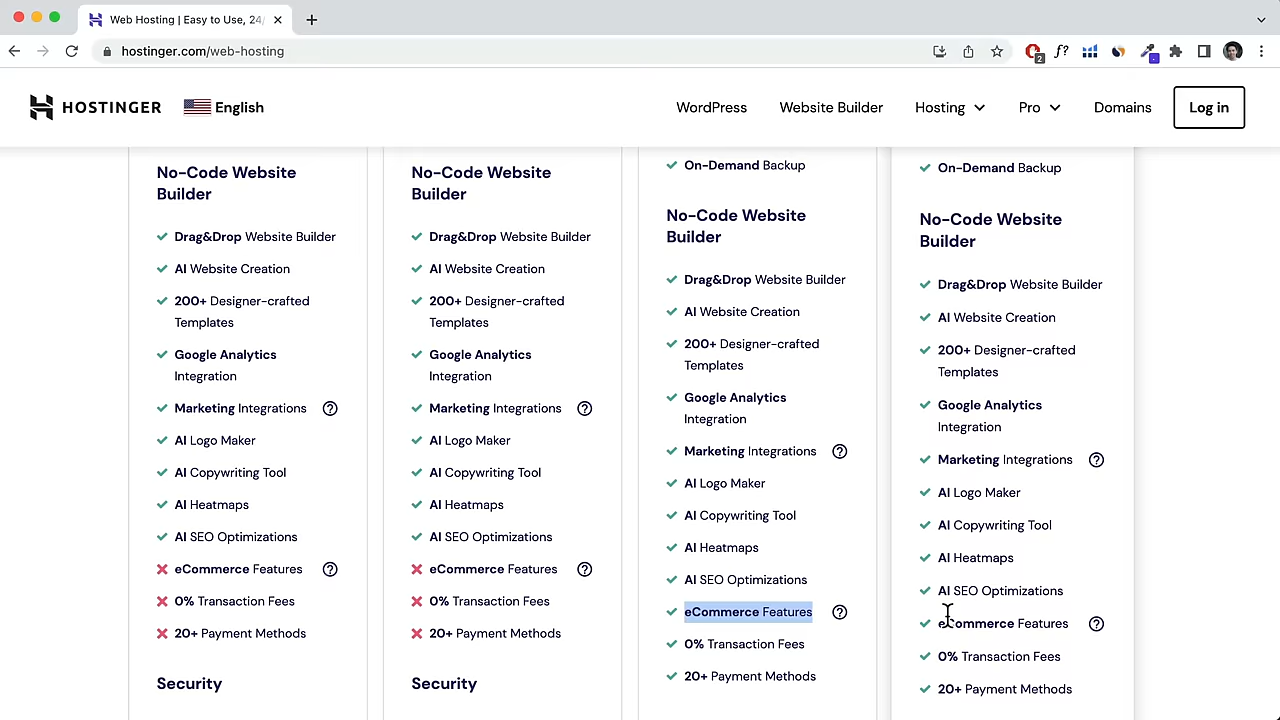 Web Hosting | Easy to Use, 24/
hostinger.com/web-hosting
2
f?
HOSTINGER
English
WordPress
Website Builder
Hosting
Pro
Domains
Log in
No-Code Website
Builder
Drag&Drop Website Builder
AI Website Creation
200+ Designer-crafted
Templates
Google Analytics
Integration
Marketing Integrations
AI Logo Maker
AI Copywriting Tool
AI Heatmaps
AI SEO Optimizations
eCommerce Features
0% Transaction Fees
20+ Payment Methods
Security
No-Code Website
Builder
Drag&Drop Website Builder
AI Website Creation
200+ Designer-crafted
Templates
Google Analytics
Integration
Marketing Integrations
AI Logo Maker
AI Copywriting Tool
AI Heatmaps
AI SEO Optimizations
eCommerce Features
0% Transaction Fees
20+ Payment Methods
Security
On-Demand Backup
No-Code Website
Builder
Drag&Drop Website Builder
AI Website Creation
200+ Designer-crafted
Templates
Google Analytics
Integration
Marketing Integrations
AI Logo Maker
AI Copywriting Tool
AI Heatmaps
AI SEO Optimizations
eCommerce Features
0% Transaction Fees
20+ Payment Methods
On-Demand Backup
No-Code Website
Builder
Drag&Drop Website Builder
AI Website Creation
200+ Designer-crafted
Templates
Google Analytics
Integration
Marketing Integrations
AI Logo Maker
AI Copywriting Tool
AI Heatmaps
AI SEO Optimizations
eCommerce Features
0% Transaction Fees
20+ Payment Methods